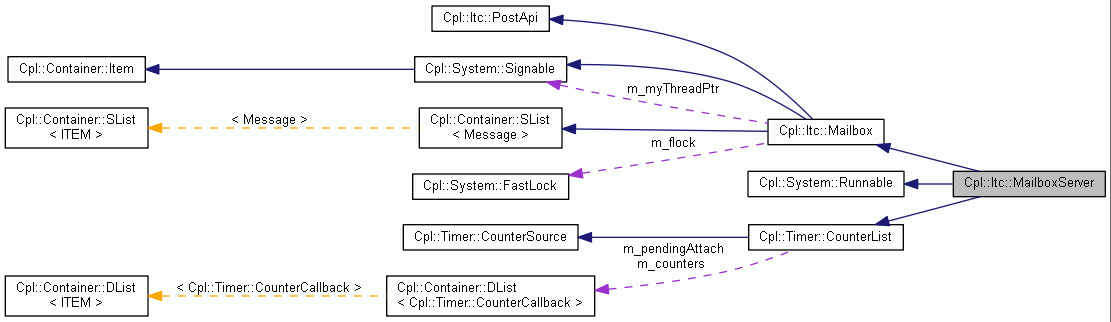 Cpl::Itc::PostApi
Cpl::Container::Item
Cpl::System::Signable
m_myThreadPtr
Cpl::Container::SList
< ITEM >
< Message >
Cpl::Container::SList
< Message >
Cpl::Itc::Mailbox
m_flock
Cpl::System::FastLock
Cpl::System::Runnable
Cpl::Itc::MailboxServer
Cpl::Timer::CounterSource
Cpl::Timer::CounterList
m_pendingAttach
m_counters
Cpl::Container::DList
< ITEM >
< Cpl::Timer::CounterCallback >
Cpl::Container::DList
< Cpl::Timer::CounterCallback >